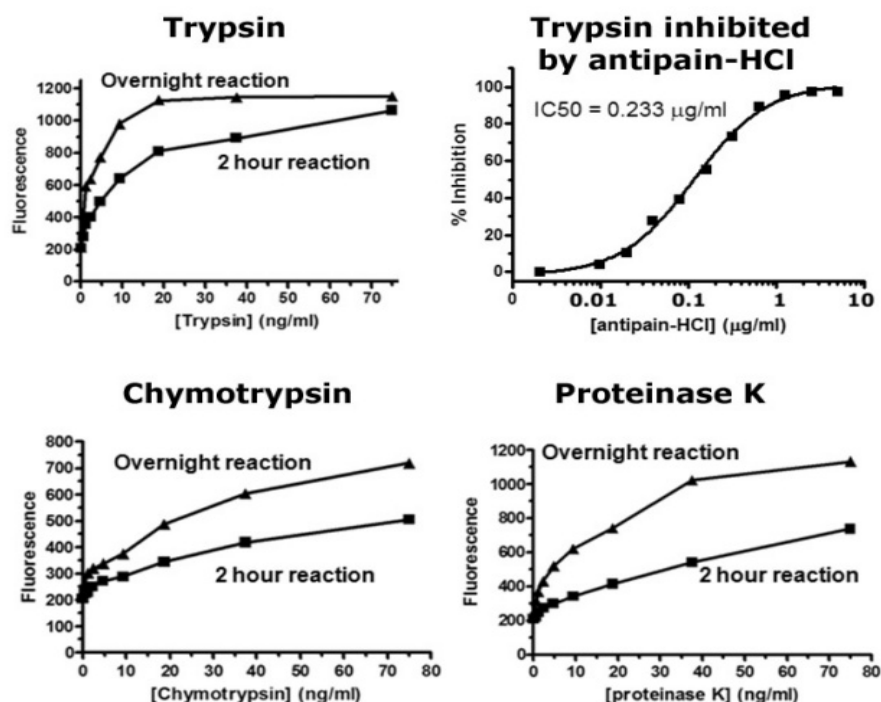 Trypsin
Overnight reaction
2 hour reaction
Fluorescence
1200
1000
800
600
400
200
0
0 10 20 30 40 50 60 70
[Trypsin] (ng/ml)
Trypsin inhibited
by antipain-HCl
IC50 = 0.233 μg/ml
% Inhibition
100
80
60
40
20
0
0 0.01 0.1 1 10
[antipain-HCl] (μg/ml)
Chymotrypsin
Overnight reaction
2 hour reaction
Fluorescence
800
700
600
500
400
300
200
100
0
0 10 20 30 40 50 60 70 80
[Chymotrypsin] (ng/ml)
Proteinase K
Overnight reaction
2 hour reaction
Fluorescence
1200
1000
800
600
400
200
0
0 10 20 30 40 50 60 70 80
[proteinase K] (ng/ml)